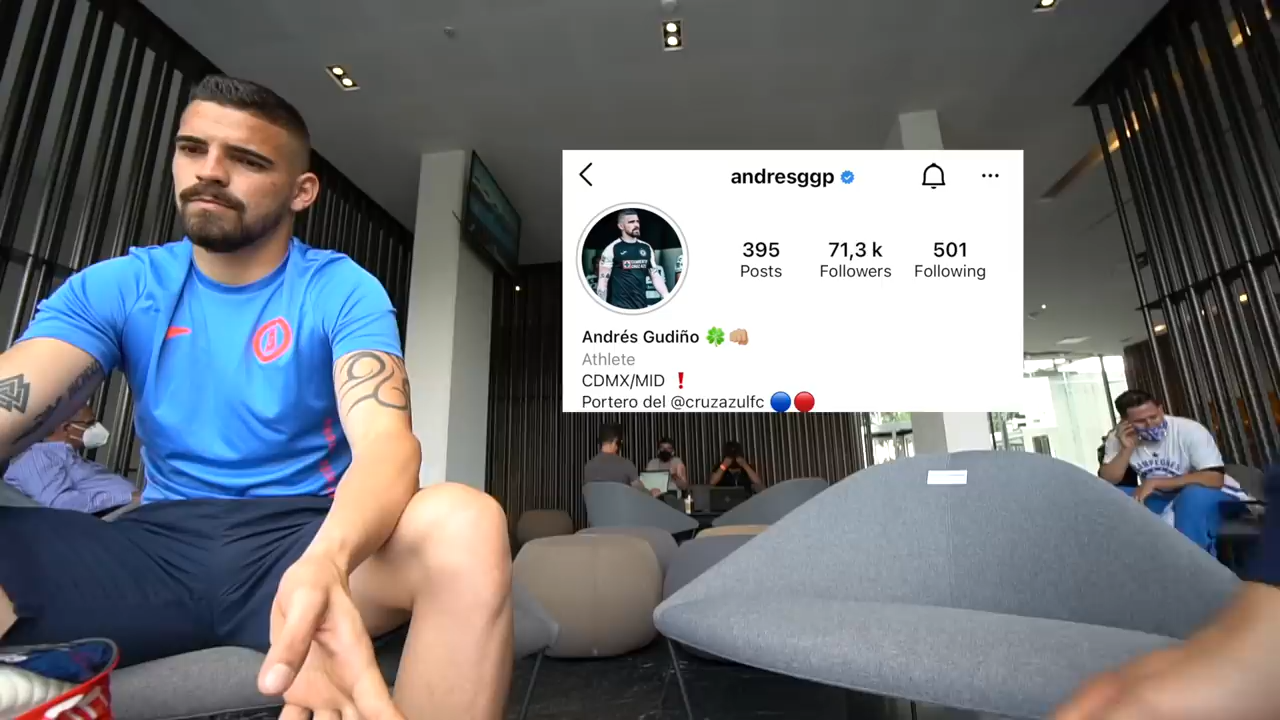 andresggp
395
71,3 k
501
Posts
Followers
Following
Andrés Gudiño 🍀👊🏼
Athlete
CDMX/MID ❗
Portero del @cruzazulfc 🔵🔴